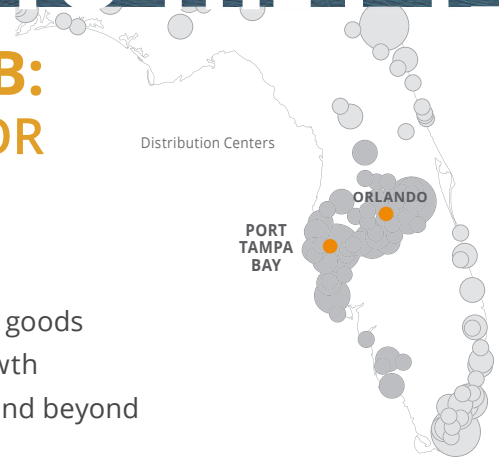 B:
OR
Distribution Centers
ORLANDO
PORT
TAMPA
BAY
goods
wth
nd beyond